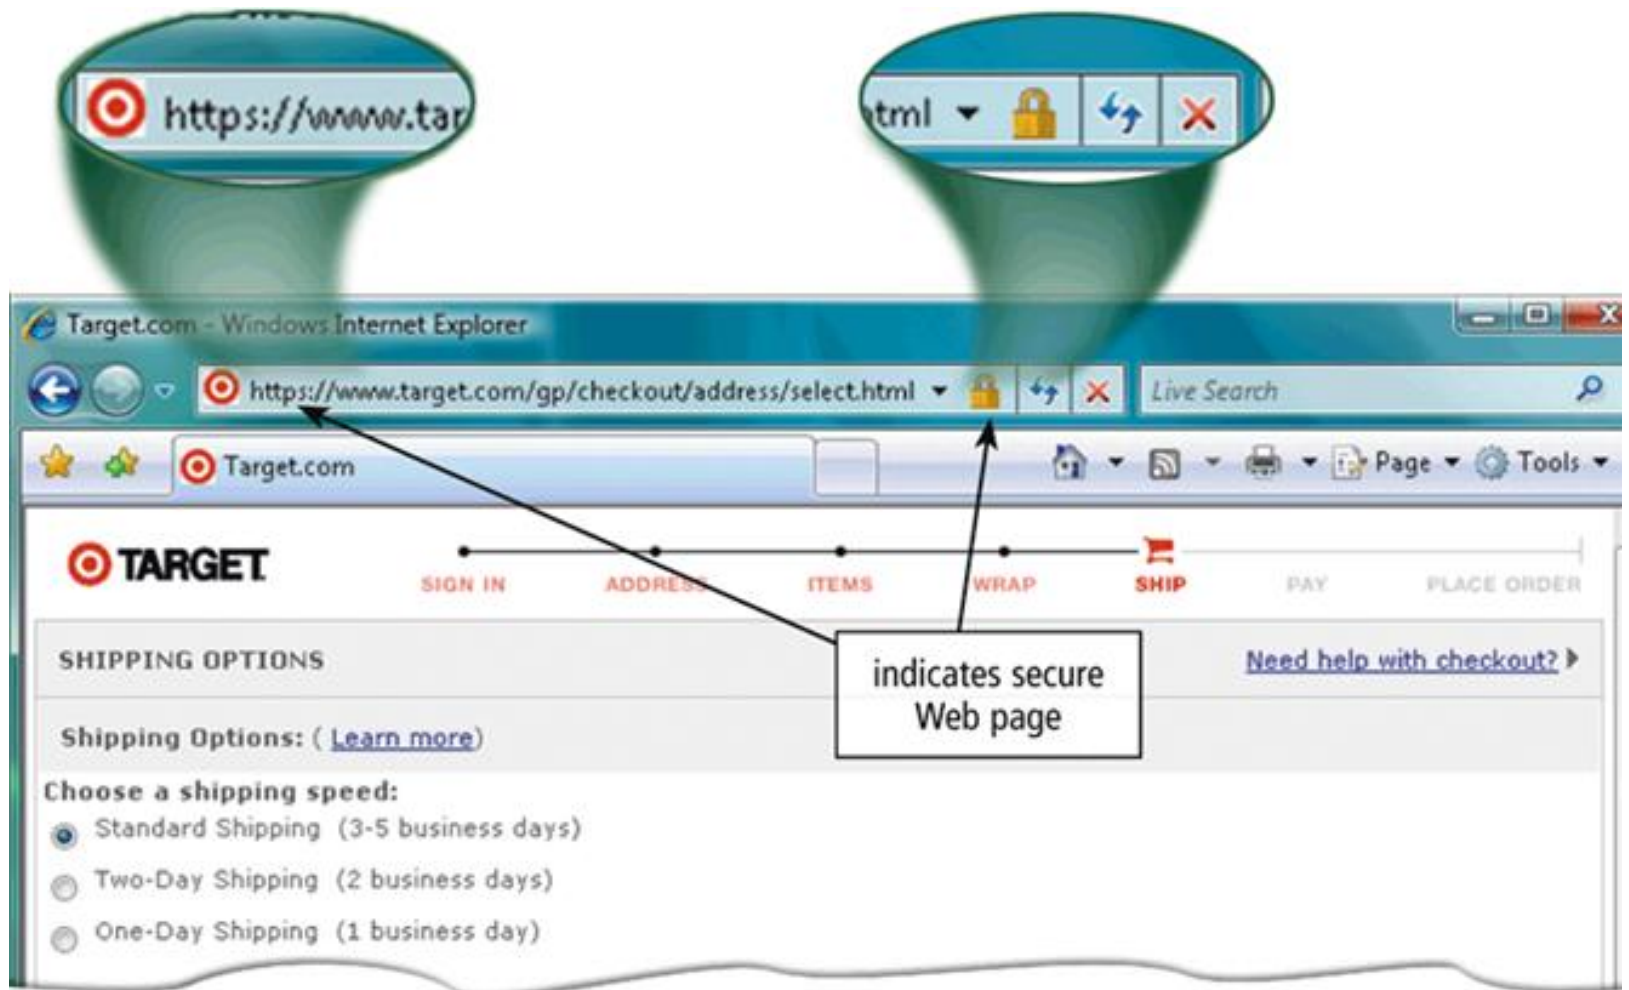 https://www.tar
html
Target.com - Windows Internet Explorer
https://www.target.com/gp/checkout/address/select.html
Live Search
Target.com
Page
Tools
TARGET
SIGN IN ADDRESS ITEMS WRAP SHIP PAY PLACE ORDER
SHIPPING OPTIONS
Need help with checkout?
indicates secure
Web page
Shipping Options: ( Learn more)
Choose a shipping speed:
Standard Shipping (3-5 business days)
Two-Day Shipping (2 business days)
One-Day Shipping (1 business day)